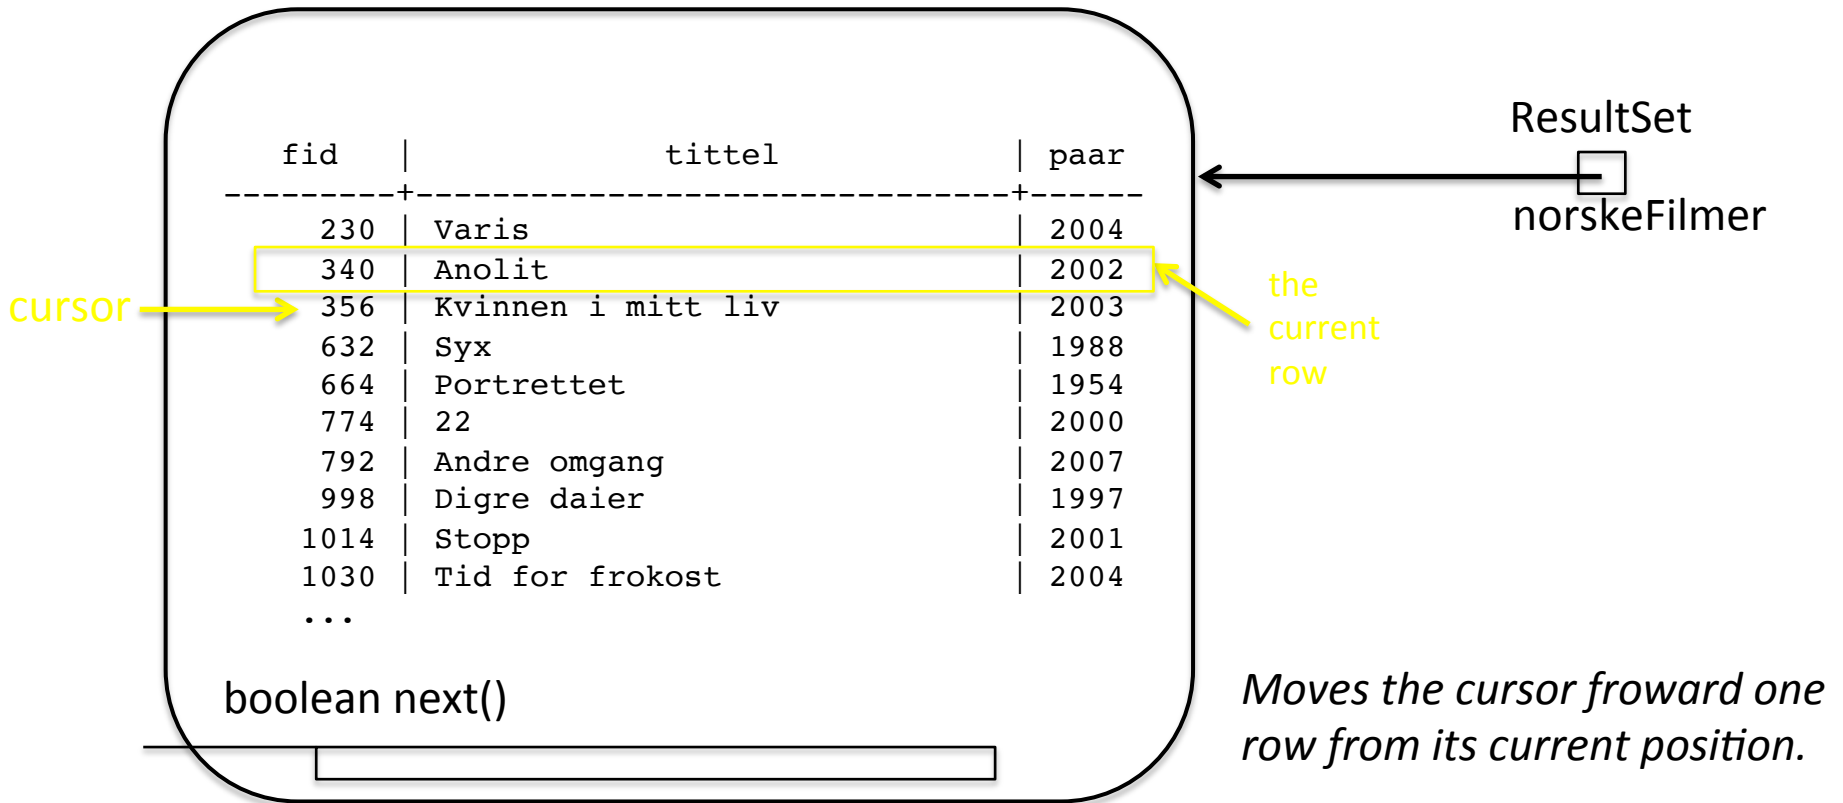 fid | tittel | paar
---------+-------------------------------+------
230 | Varis | 2004
340 | Anolit | 2002
356 | Kvinnen i mitt liv | 2003
632 | Syx | 1988
664 | Portrettet | 1954
774 | 22 | 2000
792 | Andre omgang | 2007
998 | Digre daier | 1997
1014 | Stopp | 2001
1030 | Tid for frokost | 2004
...
boolean next()
cursor
ResultSet
norskeFilmer
the
current
row
Moves the cursor froward one
row from its current position.